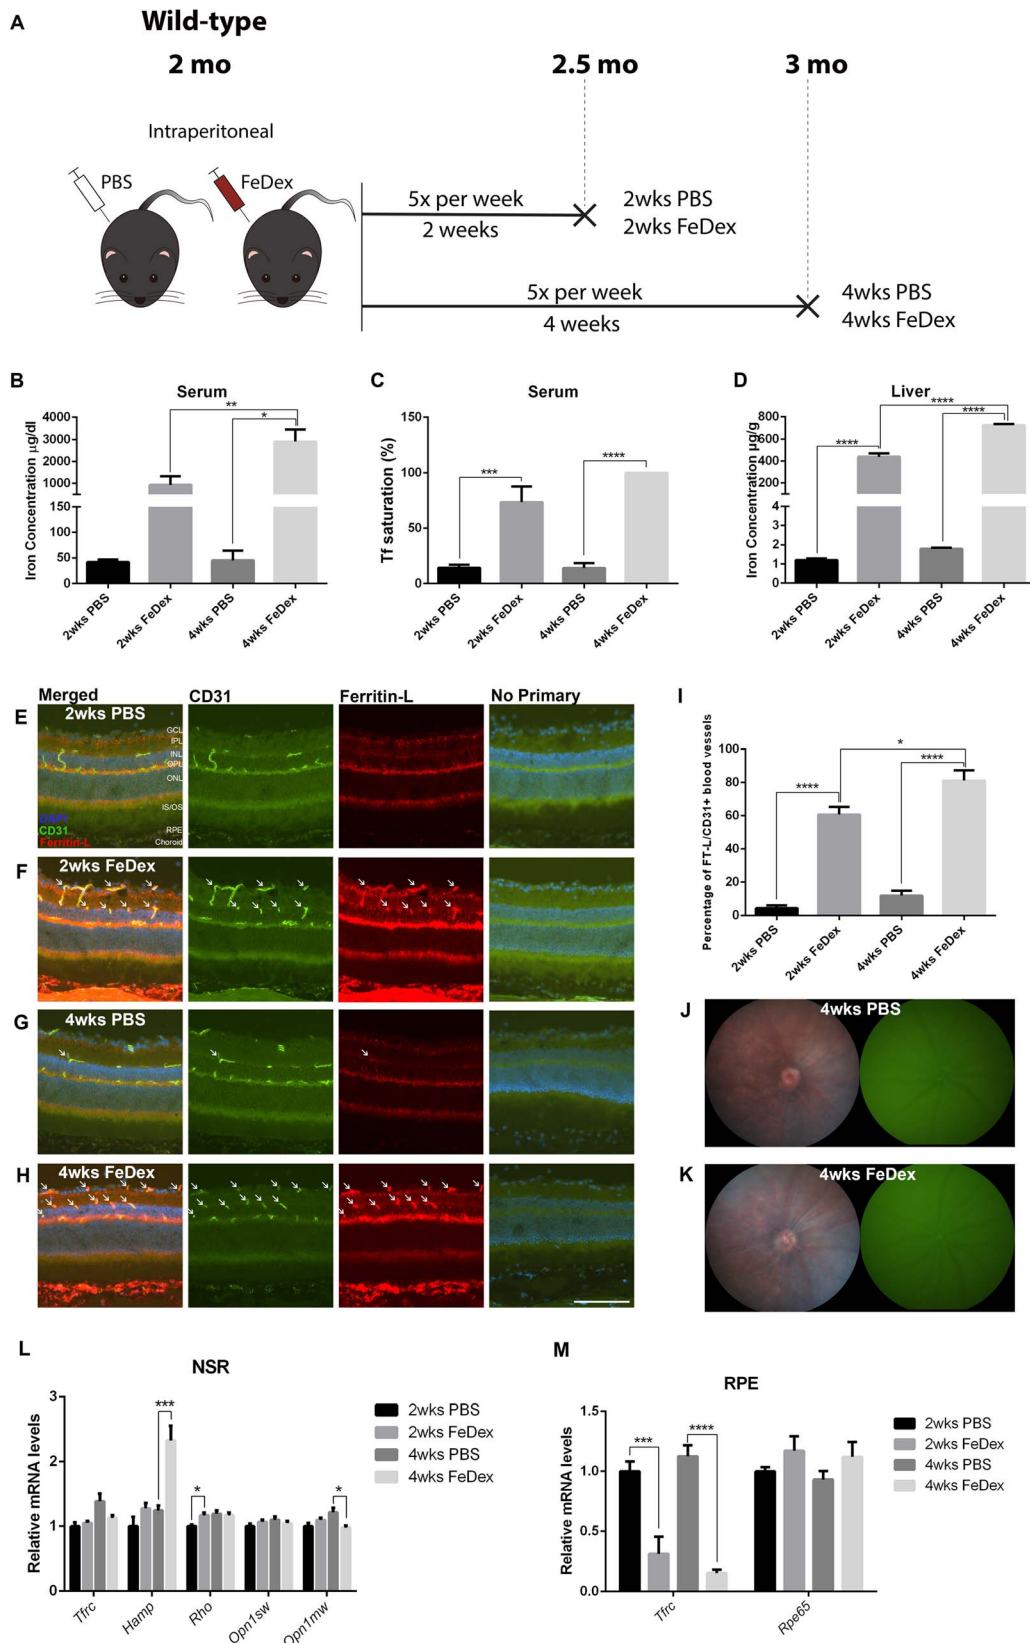 A
Wild-type
2 mo
2.5 mo
3 mo
Intraperitoneal
PBS
FeDex
5x per week
2 weeks
2wks PBS
2wks FeDex
5x per week
4 weeks
4wks PBS
4wks FeDex
B
Serum
**
*
Iron Concentration µg/dl
4000
3000
2000
1000
150
100
50
0
2wks PBS
2wks FeDex
4wks PBS
4wks FeDex
C
Serum
***
****
Tf saturation (%)
150
100
50
0
2wks PBS
2wks FeDex
4wks PBS
4wks FeDex
D
Liver
****
****
****
Iron Concentration µg/g
800
600
400
200
4
3
2
1
0
2wks PBS
2wks FeDex
4wks PBS
4wks FeDex
Merged
CD31
Ferritin-L
No Primary
E
2wks PBS
GCL
IPL
INL
OPL
ONL
IS/OS
RPE
Choroid
DAPI
CD31
Ferritin-L
F
2wks FeDex
G
4wks PBS
H
4wks FeDex
I
*
****
****
Percentage of FT-L/CD31+ blood vessels
100
80
60
40
20
0
2wks PBS
2wks FeDex
4wks PBS
4wks FeDex
J
4wks PBS
K
4wks FeDex
L
NSR
Relative mRNA levels
3
2
1
0
***
*
*
Tfrc
Hamp
Rho
Opn1sw
Opn1mw
2wks PBS
2wks FeDex
4wks PBS
4wks FeDex
M
RPE
Relative mRNA levels
1.5
1.0
0.5
0.0
***
****
Tfrc
Rpe65
2wks PBS
2wks FeDex
4wks PBS
4wks FeDex